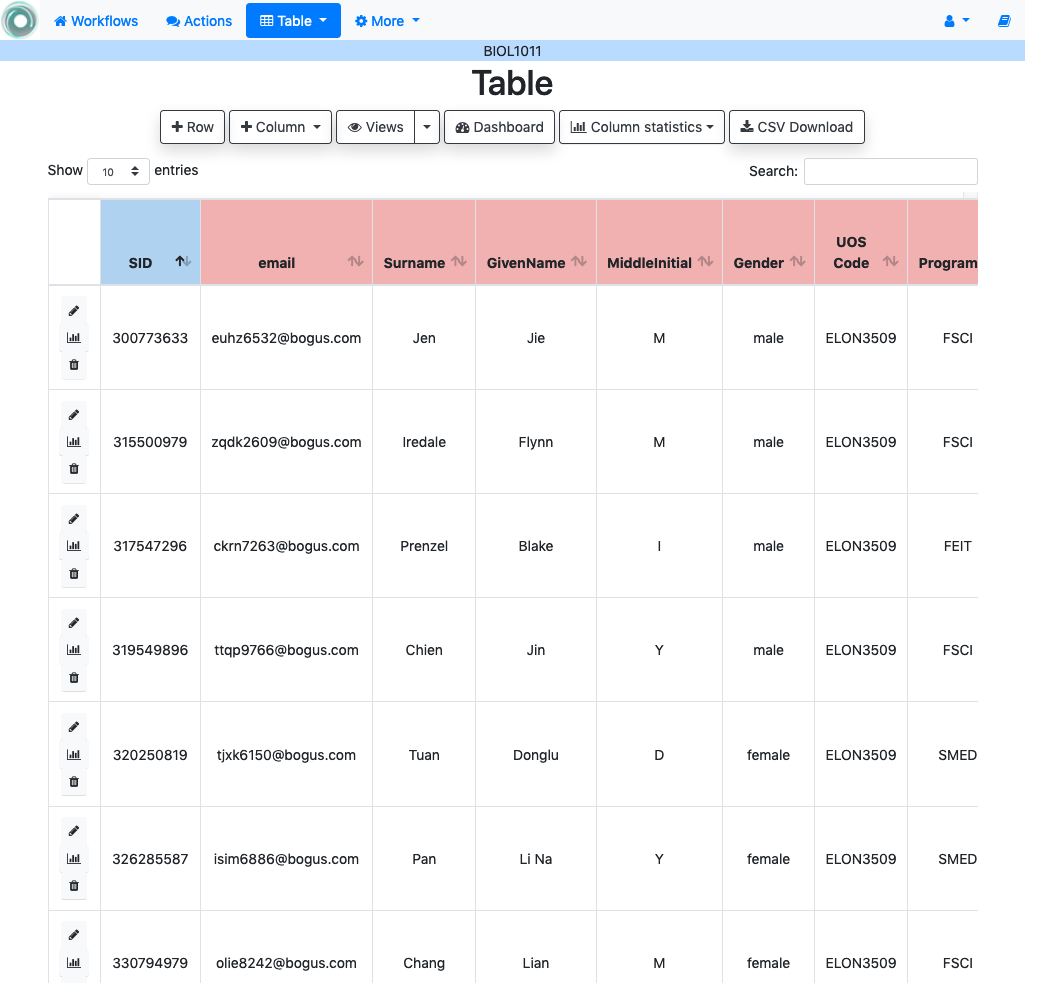 Workflows Actions Table More
BIOL1011
Table
Row Column Views Dashboard Column statistics CSV Download
Show 10 entries Search:
SID email Surname GivenName MiddleInitial Gender UOS Code Program
300773633 euhz6532@bogus.com Jen Jie M male ELON3509 FSCI
315500979 zqdk2609@bogus.com Iredale Flynn M male ELON3509 FSCI
317547296 ckrn7263@bogus.com Prenzel Blake I male ELON3509 FEIT
319549896 ttqp9766@bogus.com Chien Jin Y male ELON3509 FSCI
320250819 tjxk6150@bogus.com Tuan Donglu D female ELON3509 SMED
326285587 isim6886@bogus.com Pan Li Na Y female ELON3509 SMED
330794979 olie8242@bogus.com Chang Lian M female ELON3509 FSCI